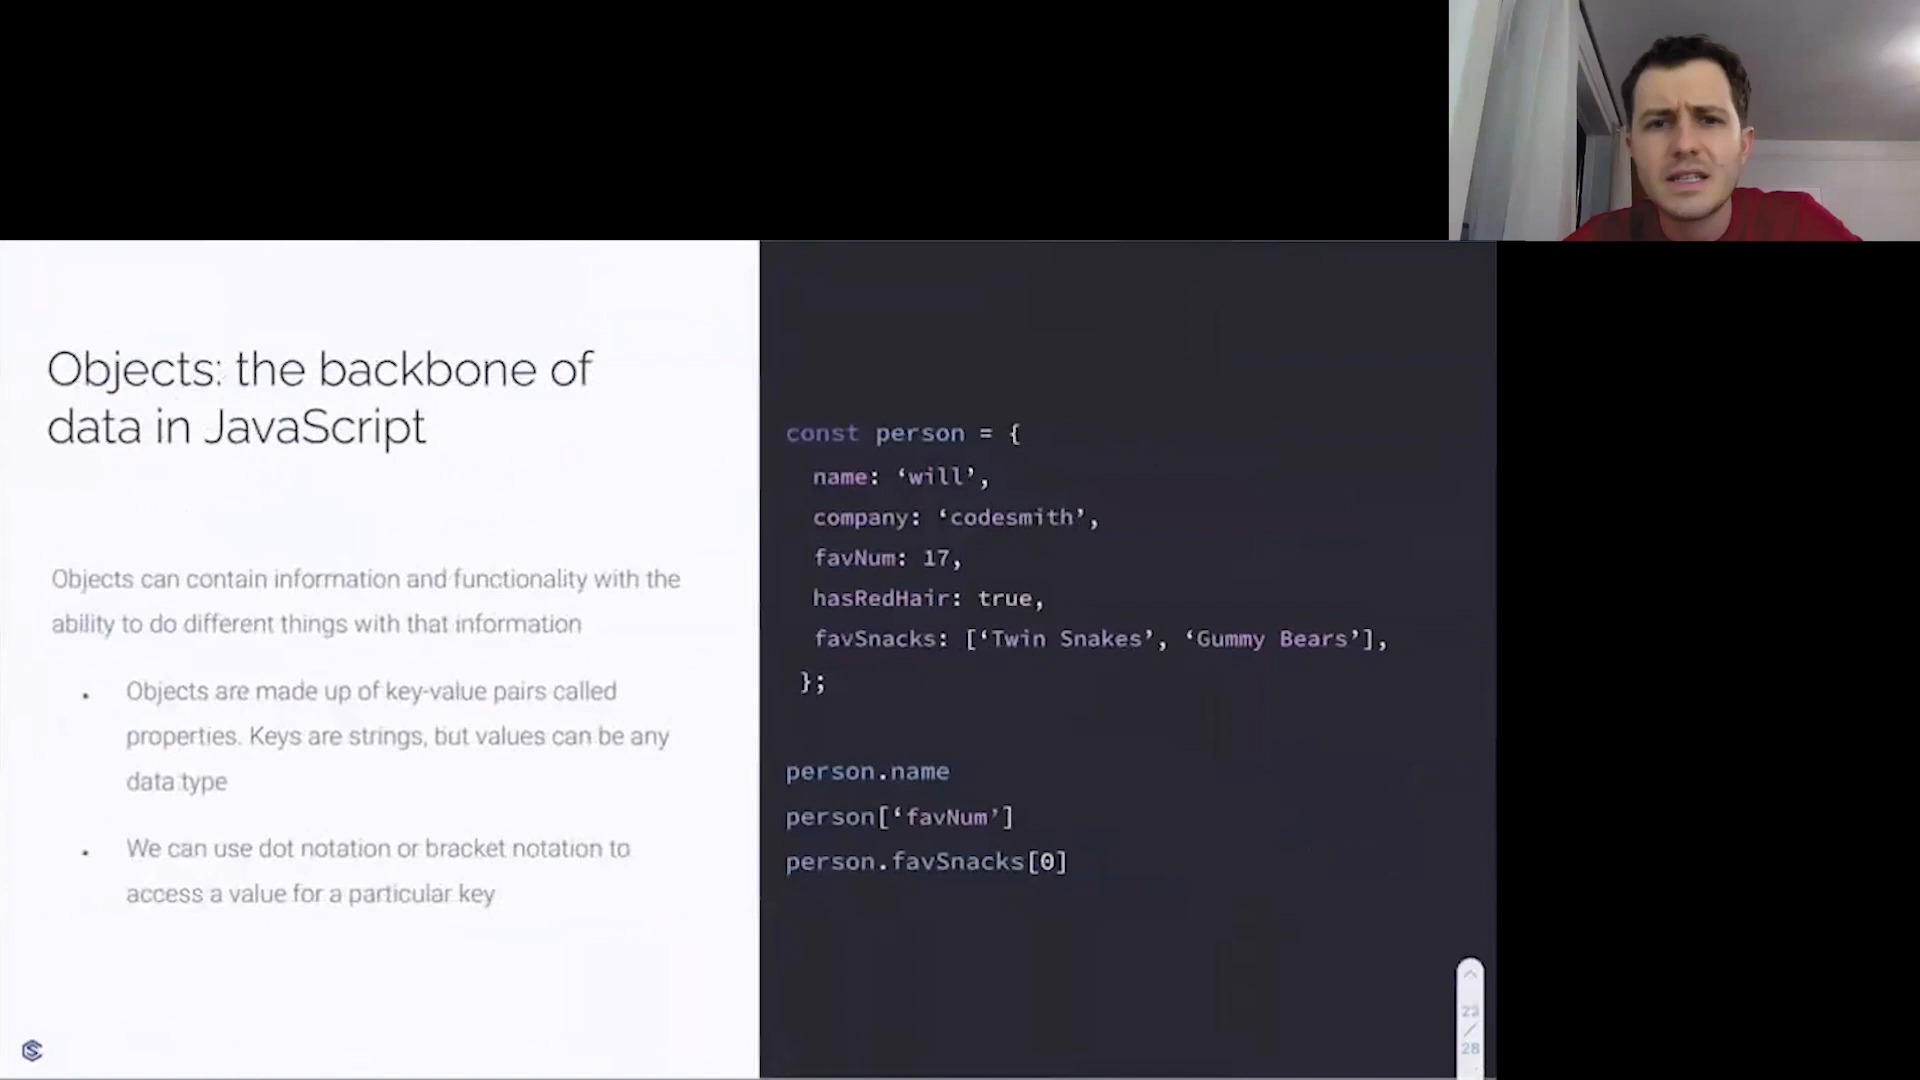 Objects: the backbone of
data in JavaScript
Objects can contain information and functionality with the
ability to do different things with that information
• Objects are made up of key-value pairs called
properties. Keys are strings, but values can be any
data type
• We can use dot notation or bracket notation to
access a value for a particular key
const person = {
name: ‘will’,
company: ‘codesmith’,
favNum: 17,
hasRedHair: true,
favSnacks: [‘Twin Snakes’, ‘Gummy Bears’],
};
person.name
person[‘favNum’]
person.favSnacks[0]
23
/
28